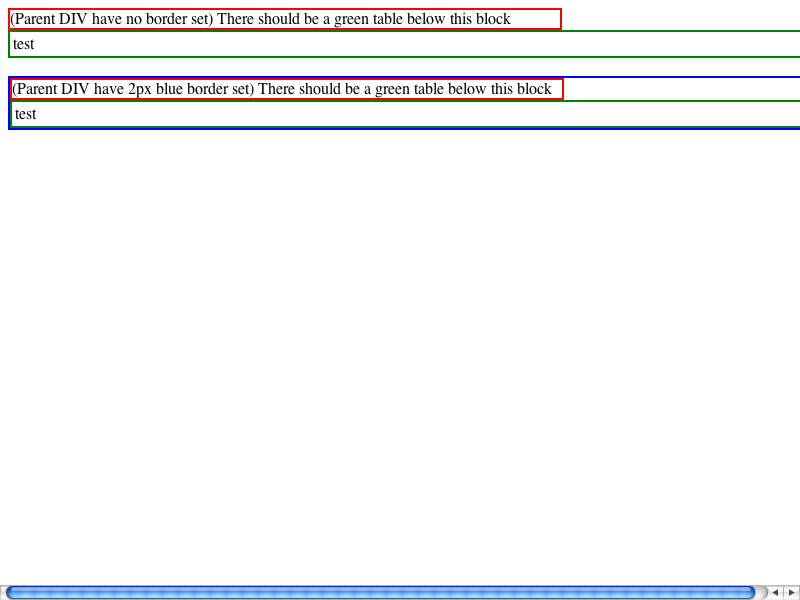 (Parent DIV have no border set) There should be a green table below this block
test
(Parent DIV have 2px blue border set) There should be a green table below this block
test